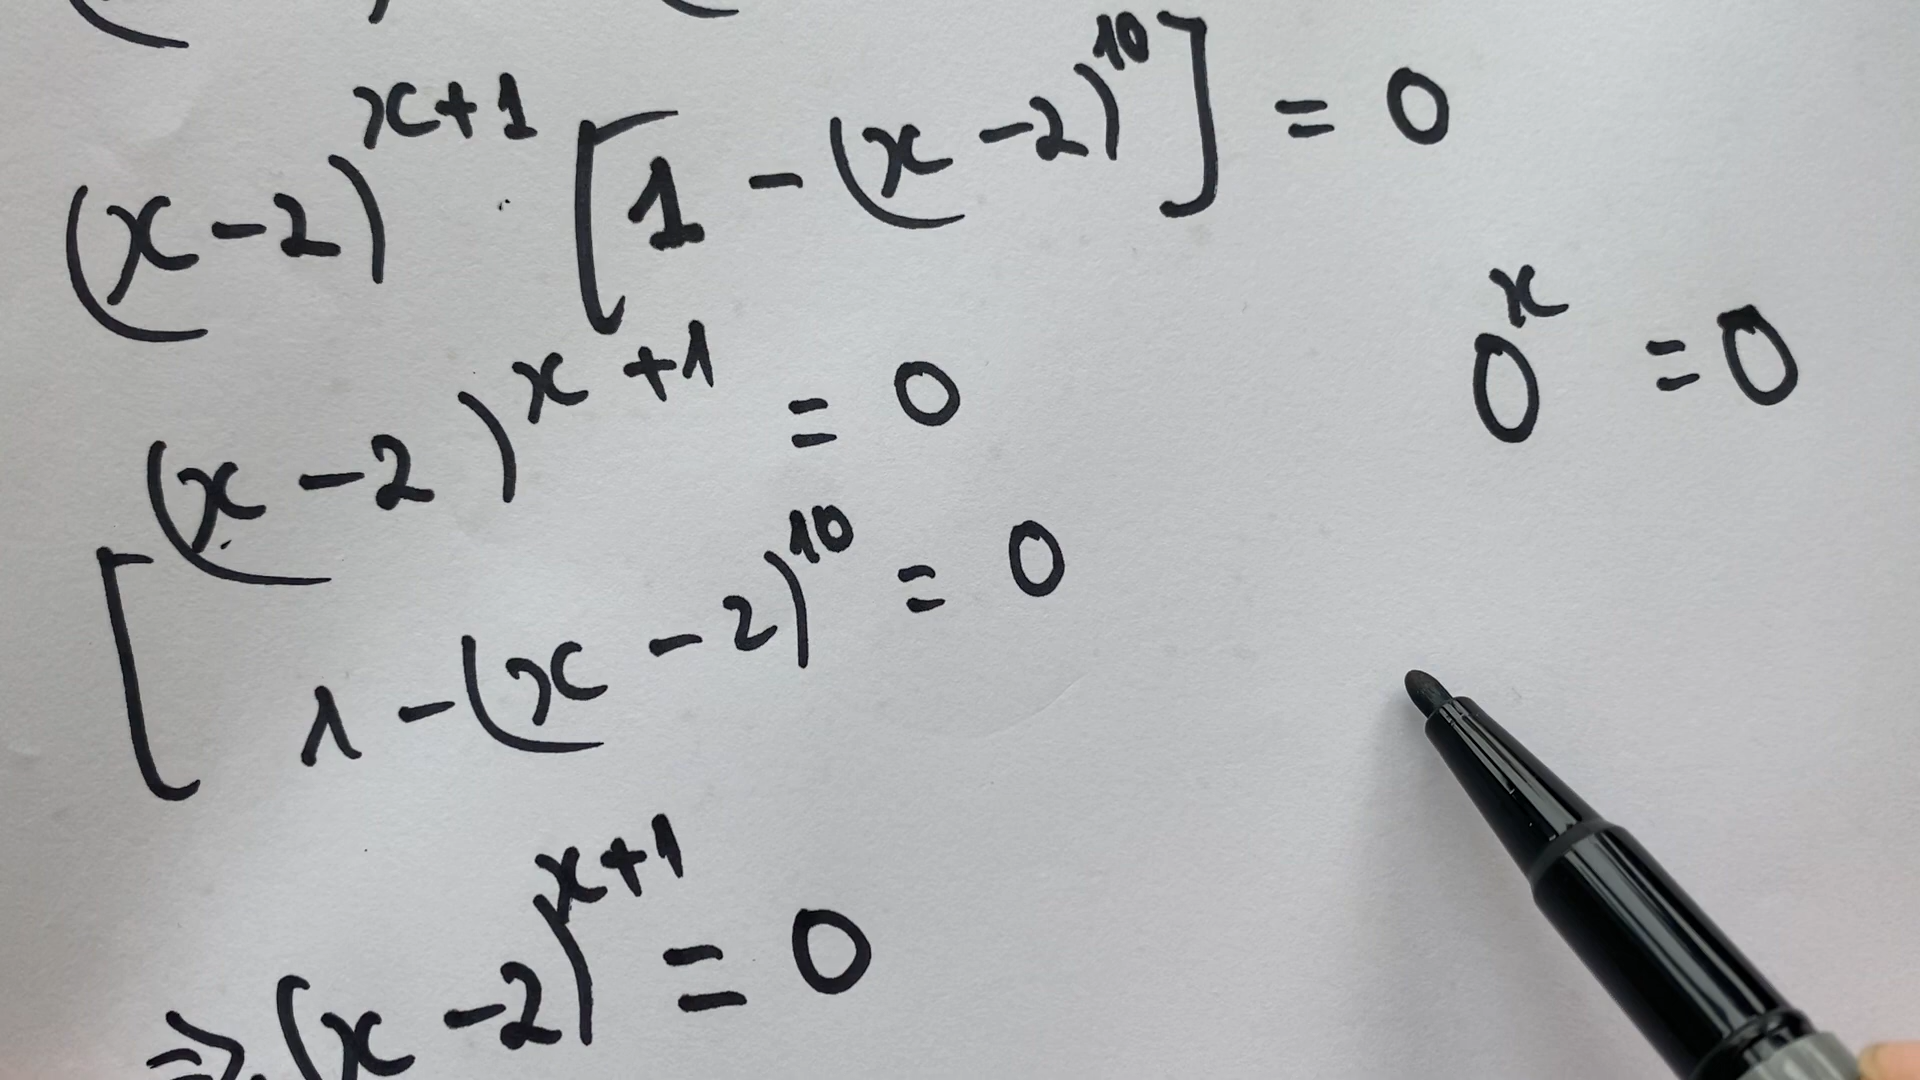 (x-2)^{x+1} · [1 - (x-2)^{10}] = 0
0^x = 0
[ (x-2)^{x+1} = 0
1 - (x-2)^{10} = 0
⇒ (x-2)^{x+1} = 0